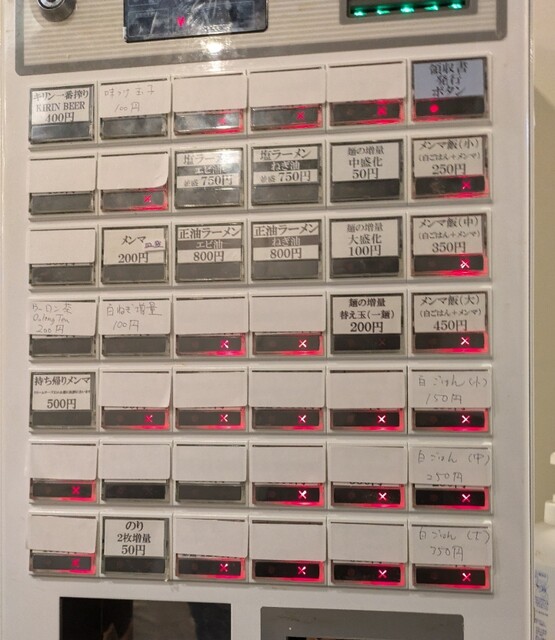 キリン一番搾り
KIRIN BEER
400円
味つけ玉子
100円
領収書
発行
ボタン
塩ラーメン
エビ油
並盛 750円
塩ラーメン
ねぎ油
並盛 750円
麺の増量
中盛化
50円
メンマ飯(小)
(白ごはん+メンマ)
250円
メンマ
200円
正油ラーメン
エビ油
800円
正油ラーメン
ねぎ油
800円
麺の増量
大盛化
100円
メンマ飯(中)
(白ごはん+メンマ)
350円
ウーロン茶
Oolong Tea
200円
白ねぎ増量
100円
麺の増量
替え玉(一麺)
200円
メンマ飯(大)
(白ごはん+メンマ)
450円
持ち帰りメンマ
500円
白ごはん(小)
150円
白ごはん(中)
250円
のり
2枚増量
50円
白ごはん(大)
350円